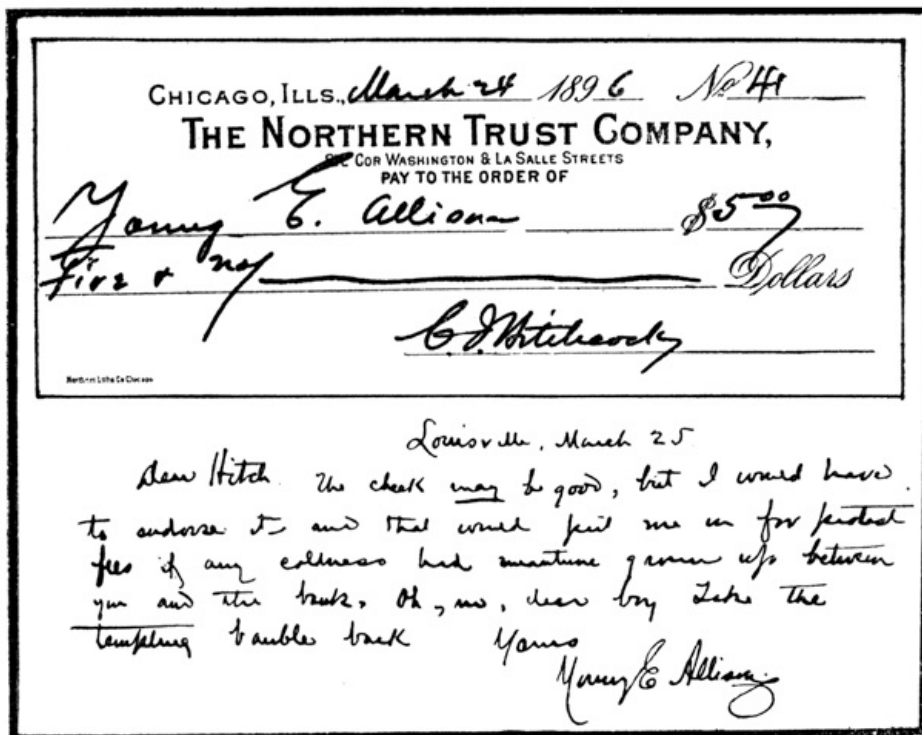 CHICAGO, ILLS., March 24 1896 No 41
THE NORTHERN TRUST COMPANY,
COR WASHINGTON & LA SALLE STREETS
PAY TO THE ORDER OF
Young E. Allison $5 00
Five & no/ Dollars
C. J. Hitchcock
Northern Litho Co Chicago
Louisville, March 25
Dear Hitch. The check may be good, but I would have
to endorse it and that would put me in for protest
fees if any coldness had meantime grown up between
you and the bank. Oh, no, dear boy Take the
tempting bauble back Yours
Young E Allison